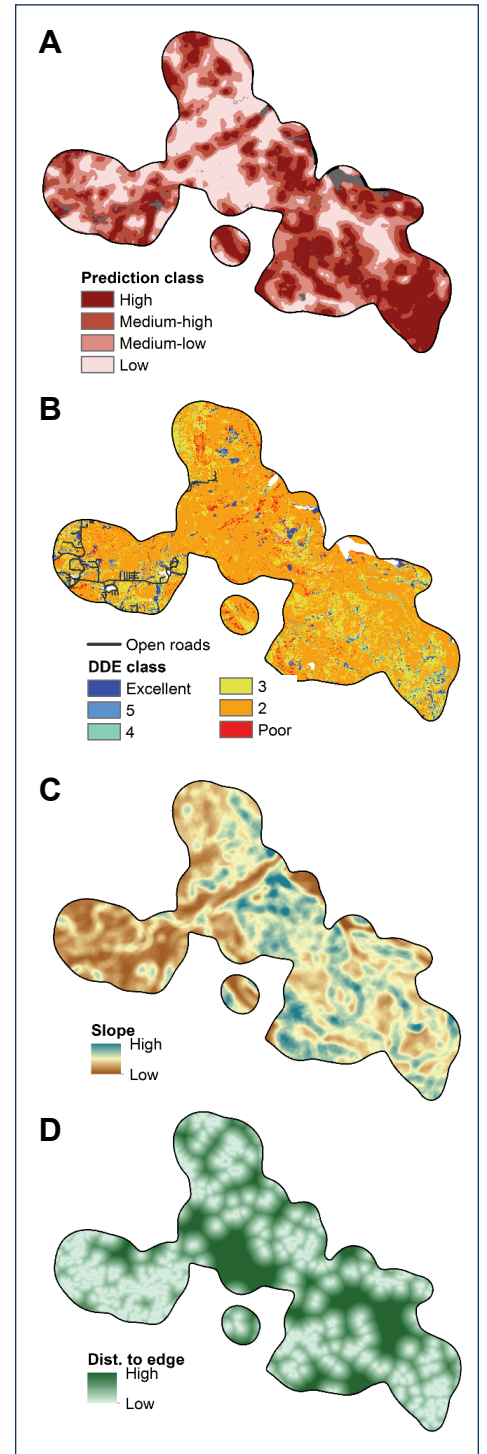 A
Prediction class
High
Medium-high
Medium-low
Low
B
Open roads
DDE class
Excellent
5
4
3
2
Poor
C
Slope
High
Low
D
Dist. to edge
High
Low